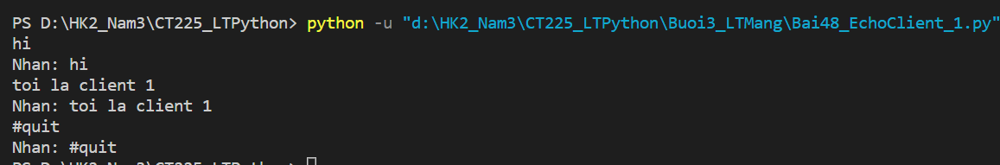 PS D:\HK2_Nam3\CT225_LTPython> python -u "d:\HK2_Nam3\CT225_LTPython\Buoi3_LTMang\Bai48_EchoClient_1.py"
hi
Nhan: hi
toi la client 1
Nhan: toi la client 1
#quit
Nhan: #quit
PS D:\HK2_Nam3\CT225_LTPython>